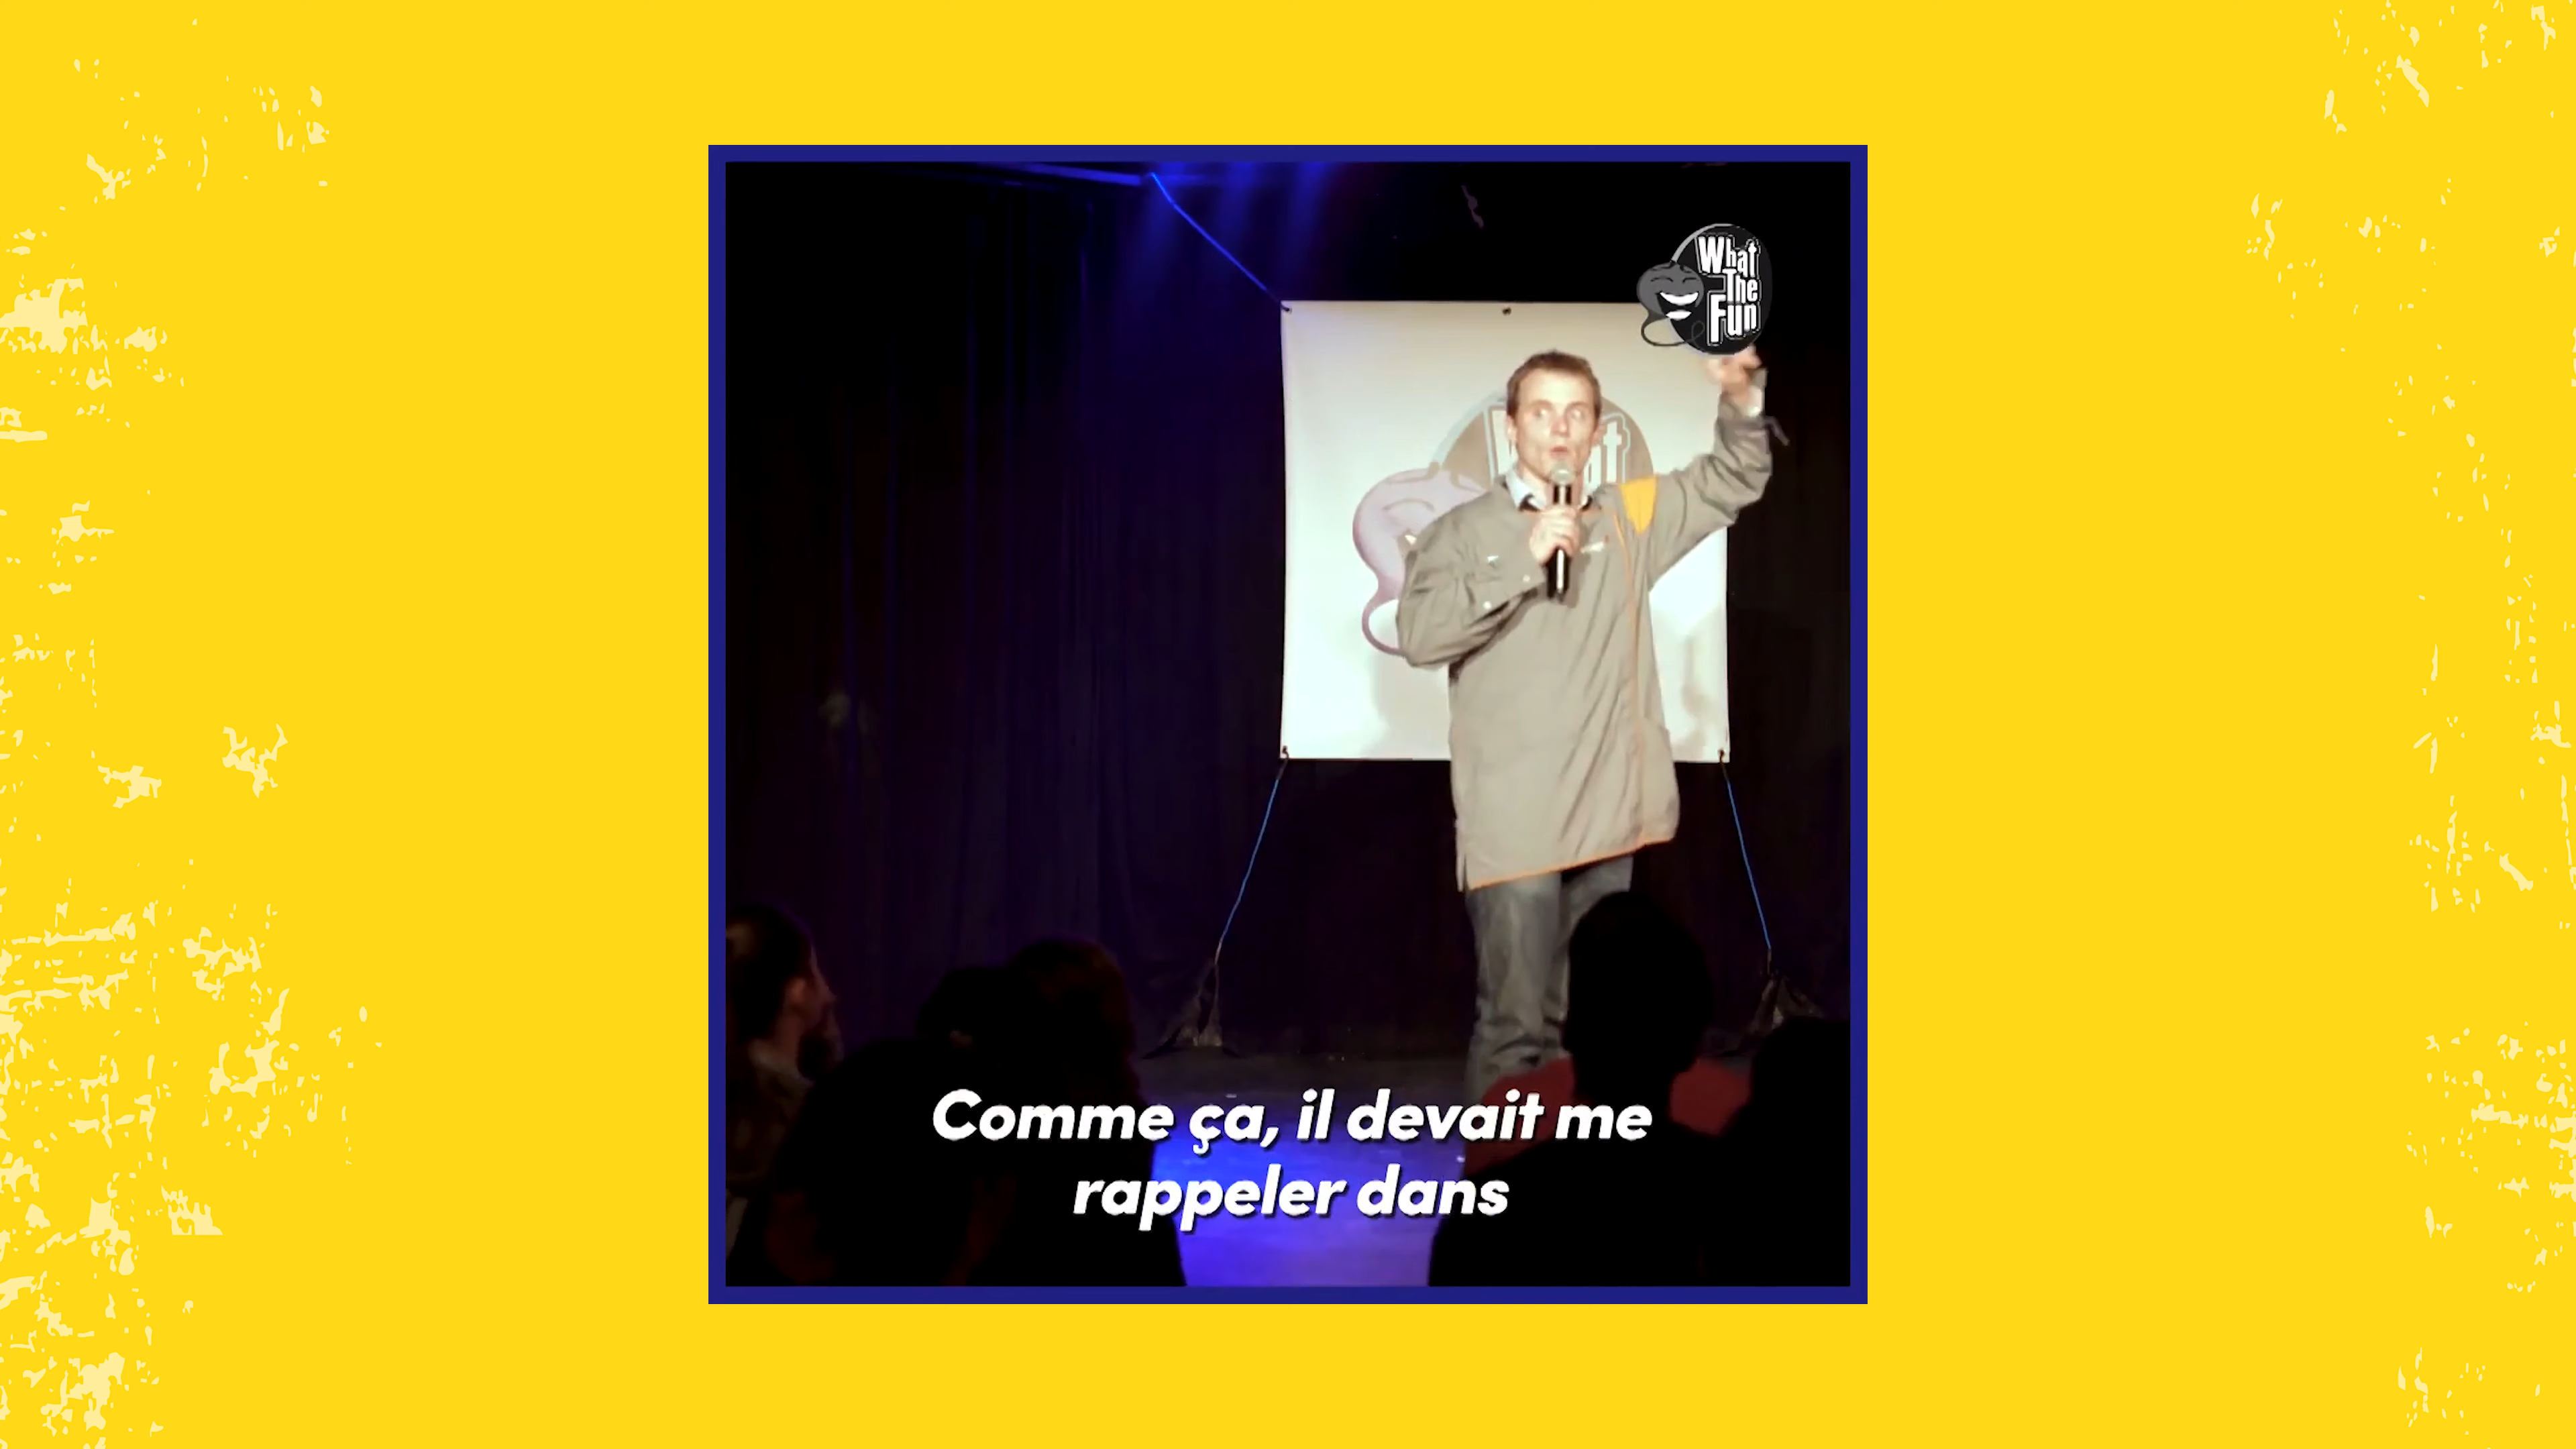 What
The
Fun
Comme ça, il devait me
rappeler dans